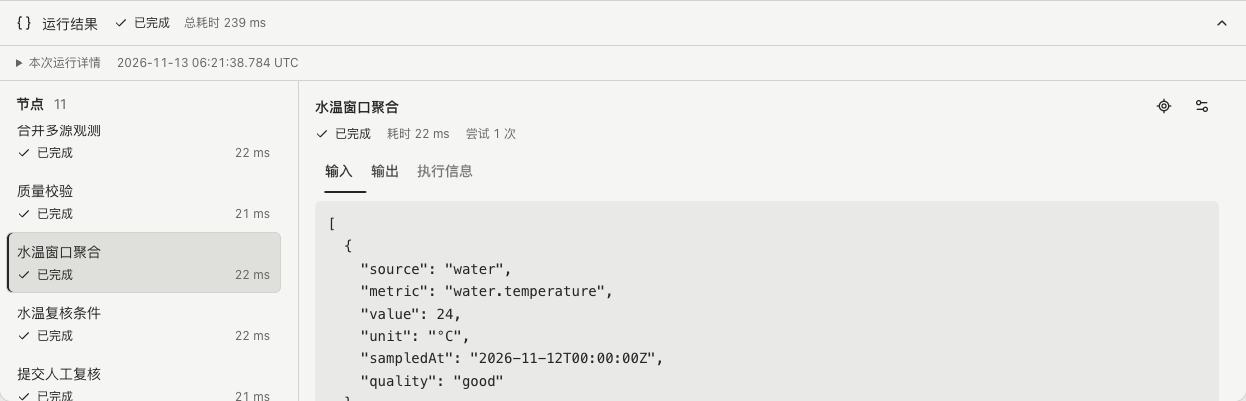 运行结果 已完成 总耗时 239 ms
本次运行详情 2026-11-13 06:21:38.784 UTC
节点 11
合并多源观测
已完成 22 ms
质量校验
已完成 21 ms
水温窗口聚合
已完成 22 ms
水温复核条件
已完成 22 ms
提交人工复核
已完成 21 ms
水温窗口聚合
已完成 耗时 22 ms 尝试 1 次
输入 输出 执行信息
[
  {
    "source": "water",
    "metric": "water.temperature",
    "value": 24,
    "unit": "°C",
    "sampledAt": "2026-11-12T00:00:00Z",
    "quality": "good"